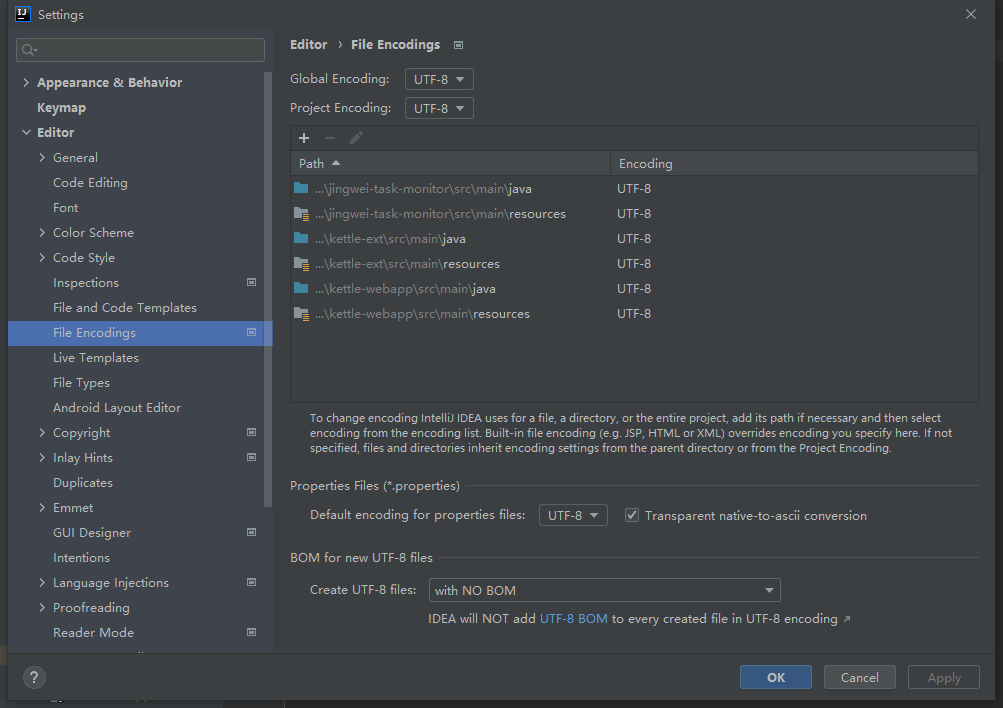 Settings
Appearance & Behavior
Keymap
Editor
General
Code Editing
Font
Color Scheme
Code Style
Inspections
File and Code Templates
File Encodings
Live Templates
File Types
Android Layout Editor
Copyright
Inlay Hints
Duplicates
Emmet
GUI Designer
Intentions
Language Injections
Proofreading
Reader Mode
Editor › File Encodings
Global Encoding: UTF-8
Project Encoding: UTF-8
Path Encoding
...\jingwei-task-monitor\src\main\java UTF-8
...\jingwei-task-monitor\src\main\resources UTF-8
...\kettle-ext\src\main\java UTF-8
...\kettle-ext\src\main\resources UTF-8
...\kettle-webapp\src\main\java UTF-8
...\kettle-webapp\src\main\resources UTF-8
To change encoding IntelliJ IDEA uses for a file, a directory, or the entire project, add its path if necessary and then select
encoding from the encoding list. Built-in file encoding (e.g. JSP, HTML or XML) overrides encoding you specify here. If not
specified, files and directories inherit encoding settings from the parent directory or from the Project Encoding.
Properties Files (*.properties)
Default encoding for properties files: UTF-8 Transparent native-to-ascii conversion
BOM for new UTF-8 files
Create UTF-8 files: with NO BOM
IDEA will NOT add UTF-8 BOM to every created file in UTF-8 encoding ↗
? OK Cancel Apply